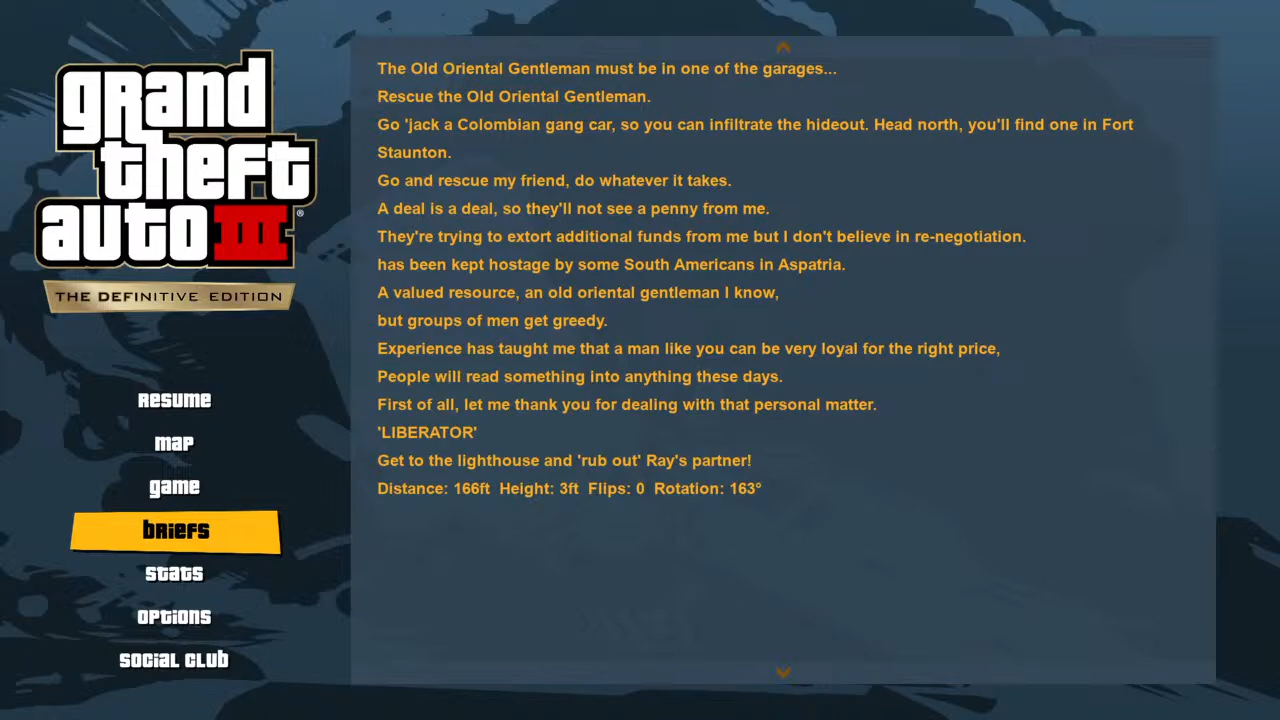 grand
theft
auto III
®
THE DEFINITIVE EDITION
resume
map
game
briefs
stats
options
social club
The Old Oriental Gentleman must be in one of the garages...
Rescue the Old Oriental Gentleman.
Go 'jack a Colombian gang car, so you can infiltrate the hideout. Head north, you'll find one in Fort
Staunton.
Go and rescue my friend, do whatever it takes.
A deal is a deal, so they'll not see a penny from me.
They're trying to extort additional funds from me but I don't believe in re-negotiation.
has been kept hostage by some South Americans in Aspatria.
A valued resource, an old oriental gentleman I know,
but groups of men get greedy.
Experience has taught me that a man like you can be very loyal for the right price,
People will read something into anything these days.
First of all, let me thank you for dealing with that personal matter.
'LIBERATOR'
Get to the lighthouse and 'rub out' Ray's partner!
Distance: 166ft Height: 3ft Flips: 0 Rotation: 163°